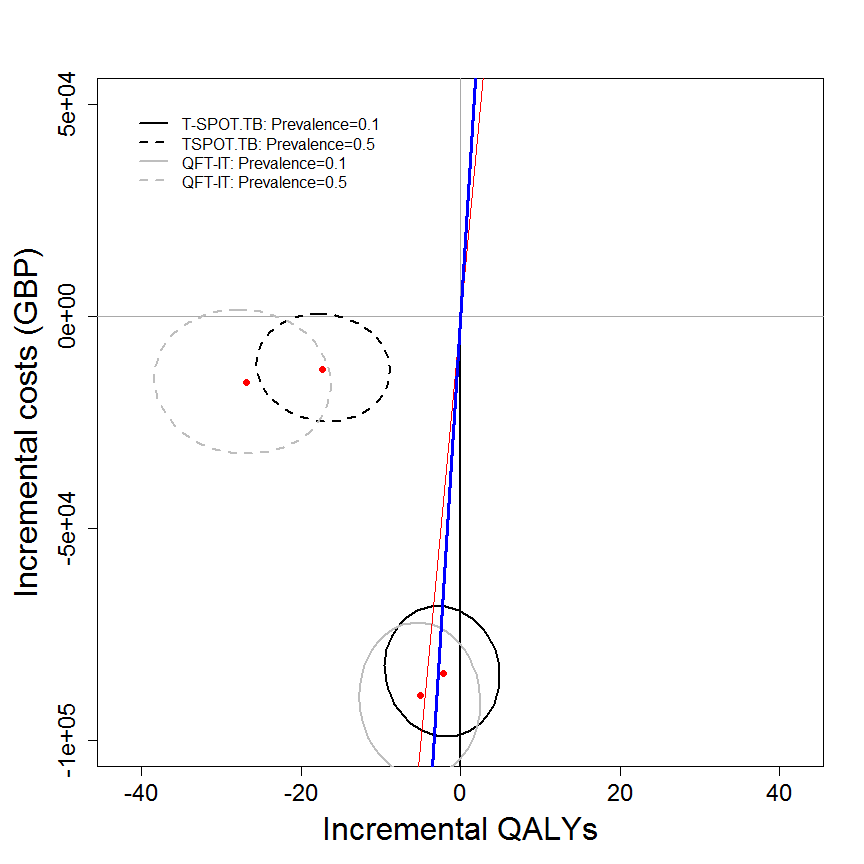 T-SPOT.TB: Prevalence=0.1
TSPOT.TB: Prevalence=0.5
QFT-IT: Prevalence=0.1
QFT-IT: Prevalence=0.5
Incremental costs (GBP)
5e+04
0e+00
-5e+04
-1e+05
-40 -20 0 20 40
Incremental QALYs